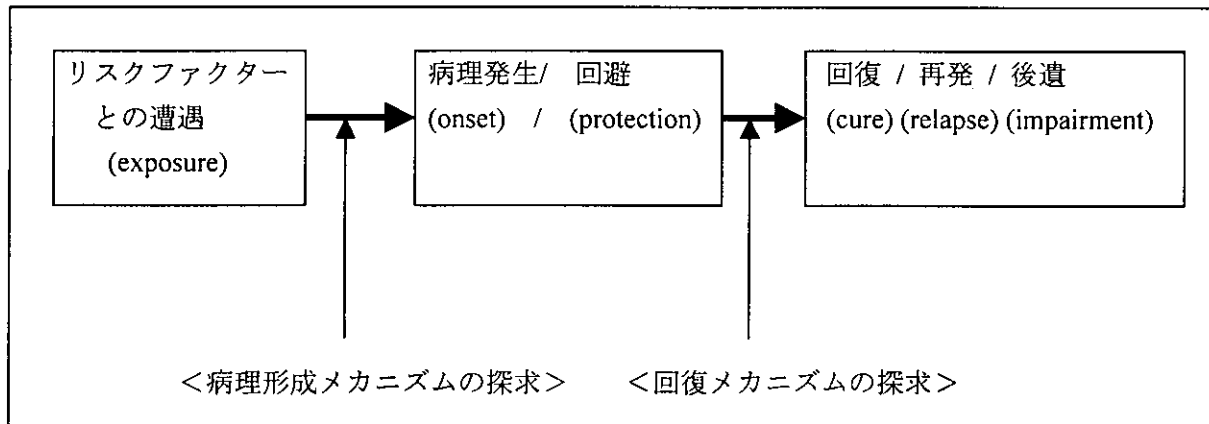 リスクファクター
との遭遇
(exposure)
病理発生/ 回避
(onset) / (protection)
回復 / 再発 / 後遺
(cure) (relapse) (impairment)
＜病理形成メカニズムの探求＞ ＜回復メカニズムの探求＞